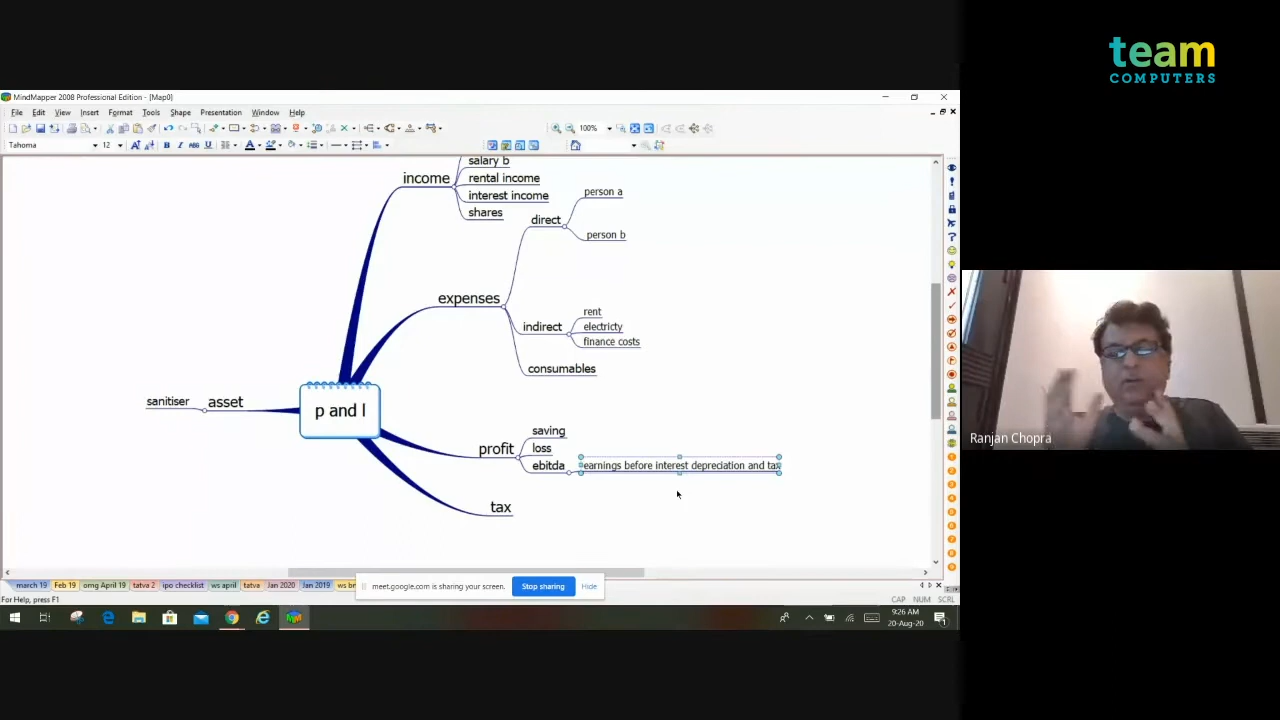 team
COMPUTERS
MindMapper 2008 Professional Edition - [Map0]
File Edit View Insert Format Tools Shape Presentation Window Help
100%
Tahoma 12
salary b
income
rental income
interest income
shares
person a
direct
person b
expenses
rent
indirect
electricty
finance costs
consumables
sanitiser
asset
p and l
saving
profit
loss
ebitda
earnings before interest depreciation and tax
tax
Ranjan Chopra
march 19 Feb 19 omg April 19 tatva 2 ipo checklist ws april tatva Jan 2020 Jan 2019
meet.google.com is sharing your screen. Stop sharing Hide
For Help, press F1
CAP NUM SCRL
9:26 AM
20-Aug-20